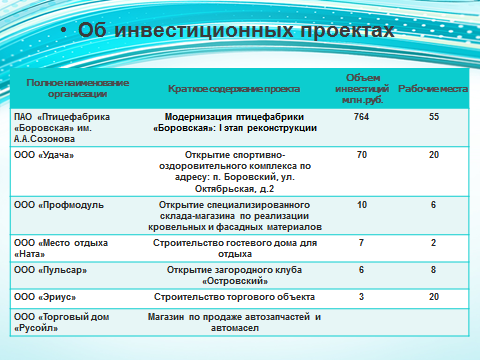 • Об инвестиционных проектах
Полное наименование организации
Краткое содержание проекта
Объем инвестиций млн.руб.
Рабочие места
ПАО «Птицефабрика «Боровская» им. А.А.Созонова
Модернизация птицефабрики «Боровская»: I этап реконструкции
764
55
ООО «Удача»
Открытие спортивно-оздоровительного комплекса по адресу: п. Боровский, ул. Октябрьская, д.2
70
20
ООО «Профмодуль
Открытие специализированного склада-магазина по реализации кровельных и фасадных материалов
10
6
ООО «Место отдыха «Ната»
Строительство гостевого дома для отдыха
7
2
ООО «Пульсар»
Открытие загородного клуба «Островский»
6
8
ООО «Эриус»
Строительство торгового объекта
3
20
ООО «Торговый дом «Русойл»
Магазин по продаже автозапчастей и автомасел